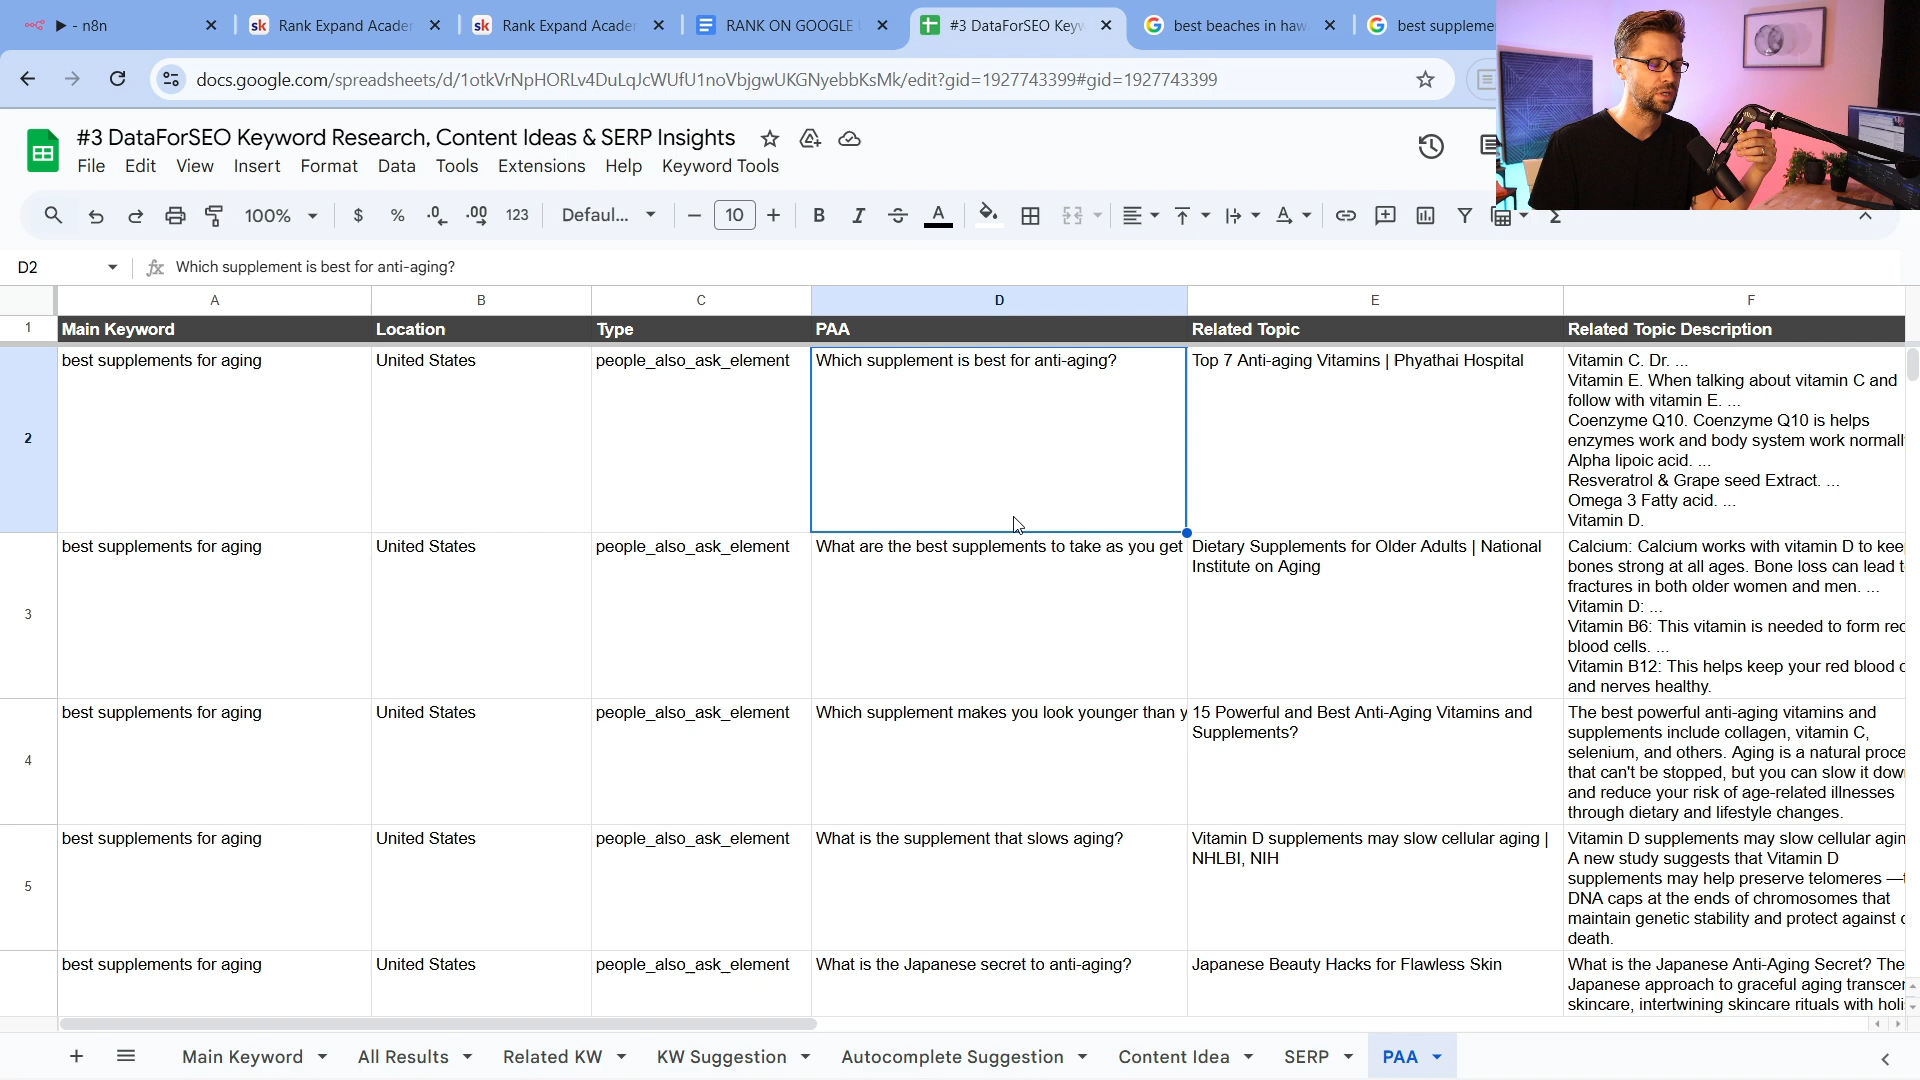 n8n
Rank Expand Acade
Rank Expand Acade
RANK ON GOOGLE
#3 DataForSEO Keyw
best beaches in haw
best suppleme
docs.google.com/spreadsheets/d/1otkVrNpHORLv4DuLqJcWUfU1noVbjgwUKGNyebbKsMk/edit?gid=1927743399#gid=1927743399
#3 DataForSEO Keyword Research, Content Ideas & SERP Insights
File Edit View Insert Format Data Tools Extensions Help Keyword Tools
100% $ % .0 .00 123 Defaul... 10 B I A
D2 fx Which supplement is best for anti-aging?
A B C D E F
1 Main Keyword Location Type PAA Related Topic Related Topic Description
2 best supplements for aging United States people_also_ask_element Which supplement is best for anti-aging? Top 7 Anti-aging Vitamins | Phyathai Hospital Vitamin C. Dr. ...
Vitamin E. When talking about vitamin C and
follow with vitamin E. ...
Coenzyme Q10. Coenzyme Q10 is helps
enzymes work and body system work normall
Alpha lipoic acid. ...
Resveratrol & Grape seed Extract. ...
Omega 3 Fatty acid. ...
Vitamin D.
3 best supplements for aging United States people_also_ask_element What are the best supplements to take as you get Dietary Supplements for Older Adults | National Calcium: Calcium works with vitamin D to kee
Institute on Aging bones strong at all ages. Bone loss can lead t
fractures in both older women and men. ...
Vitamin D: ...
Vitamin B6: This vitamin is needed to form red
blood cells. ...
Vitamin B12: This helps keep your red blood c
and nerves healthy.
4 best supplements for aging United States people_also_ask_element Which supplement makes you look younger than y 15 Powerful and Best Anti-Aging Vitamins and The best powerful anti-aging vitamins and
Supplements? supplements include collagen, vitamin C,
selenium, and others. Aging is a natural proce
that can't be stopped, but you can slow it dow
and reduce your risk of age-related illnesses
through dietary and lifestyle changes.
5 best supplements for aging United States people_also_ask_element What is the supplement that slows aging? Vitamin D supplements may slow cellular aging | Vitamin D supplements may slow cellular agin
NHLBI, NIH A new study suggests that Vitamin D
supplements may help preserve telomeres —t
DNA caps at the ends of chromosomes that
maintain genetic stability and protect against c
death.
best supplements for aging United States people_also_ask_element What is the Japanese secret to anti-aging? Japanese Beauty Hacks for Flawless Skin What is the Japanese Anti-Aging Secret? The
Japanese approach to graceful aging transcer
skincare, intertwining skincare rituals with holi
Main Keyword All Results Related KW KW Suggestion Autocomplete Suggestion Content Idea SERP PAA